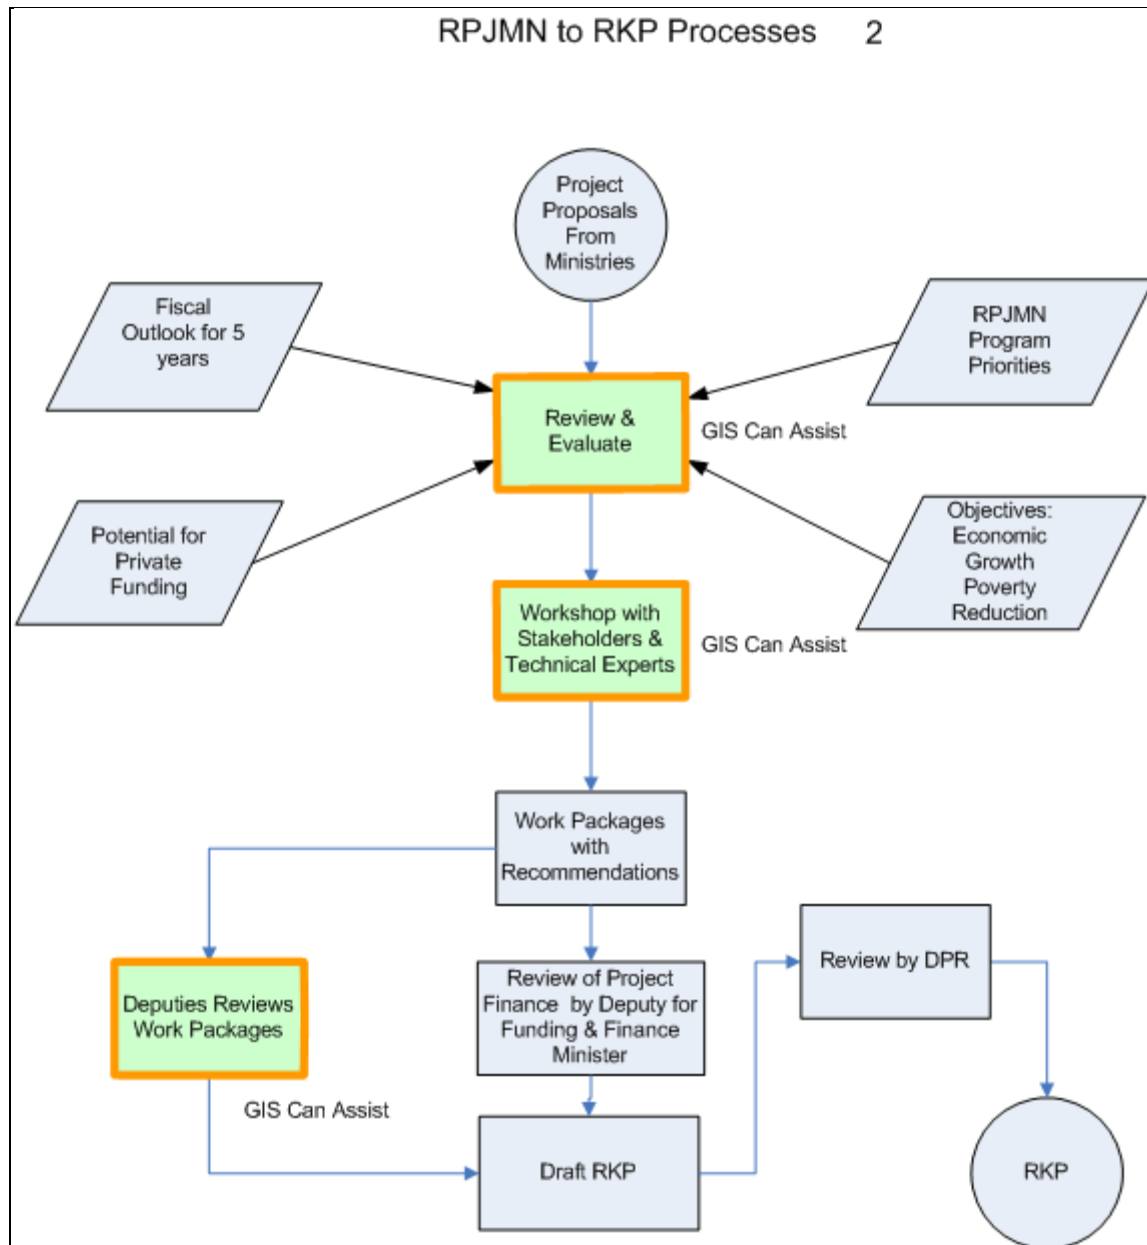 RPJMN to RKP Processes 2
Project
Proposals
From
Ministries
Fiscal
Outlook for 5
years
RPJMN
Program
Priorities
Review &
Evaluate
GIS Can Assist
Potential for
Private
Funding
Objectives:
Economic
Growth
Poverty
Reduction
Workshop with
Stakeholders &
Technical Experts
GIS Can Assist
Work Packages
with
Recommendations
Deputies Reviews
Work Packages
GIS Can Assist
Review of Project
Finance by Deputy for
Funding & Finance
Minister
Review by DPR
Draft RKP
RKP